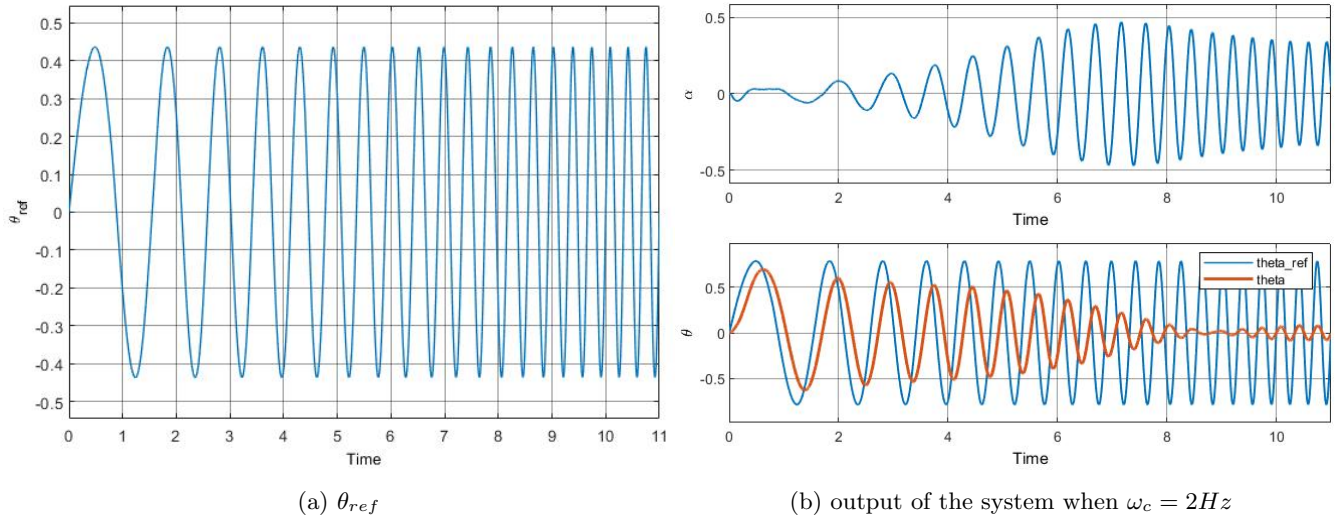 0.5
0.4
0.3
0.2
0.1
0
-0.1
-0.2
-0.3
-0.4
-0.5
θref
0 1 2 3 4 5 6 7 8 9 10 11
Time
(a) θref
0.5
0
-0.5
α
0 2 4 6 8 10
Time
theta_ref
theta
0.5
0
-0.5
θ
0 2 4 6 8 10
Time
(b) output of the system when ωc = 2Hz